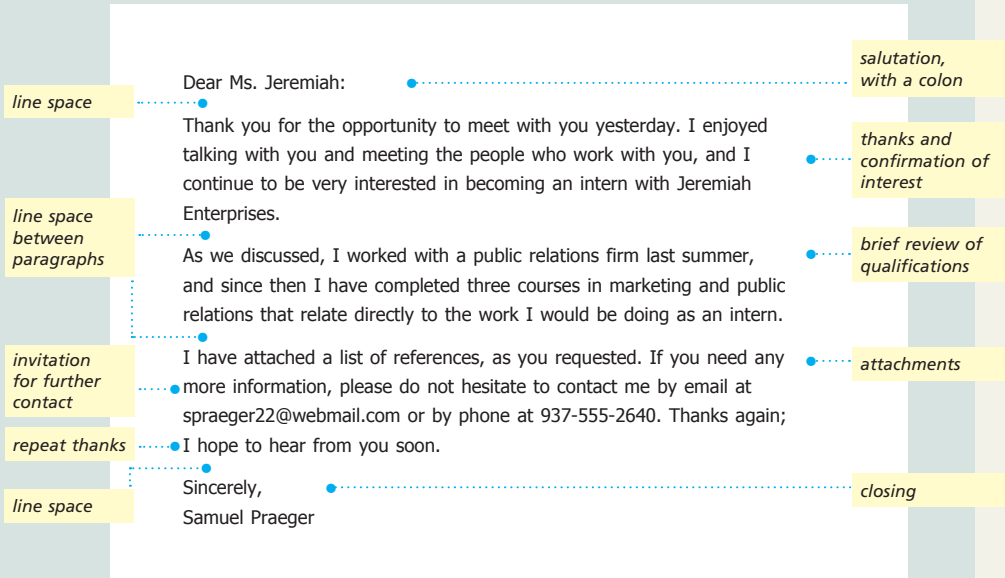 salutation,
with a colon
Dear Ms. Jeremiah:
line space
Thank you for the opportunity to meet with you yesterday. I enjoyed
talking with you and meeting the people who work with you, and I
continue to be very interested in becoming an intern with Jeremiah
Enterprises.
thanks and
confirmation of
interest
line space
between
paragraphs
As we discussed, I worked with a public relations firm last summer,
and since then I have completed three courses in marketing and public
relations that relate directly to the work I would be doing as an intern.
brief review of
qualifications
I have attached a list of references, as you requested. If you need any
more information, please do not hesitate to contact me by email at
spraeger22@webmail.com or by phone at 937-555-2640. Thanks again;
I hope to hear from you soon.
attachments
invitation
for further
contact
repeat thanks
line space
Sincerely,
closing
Samuel Praeger